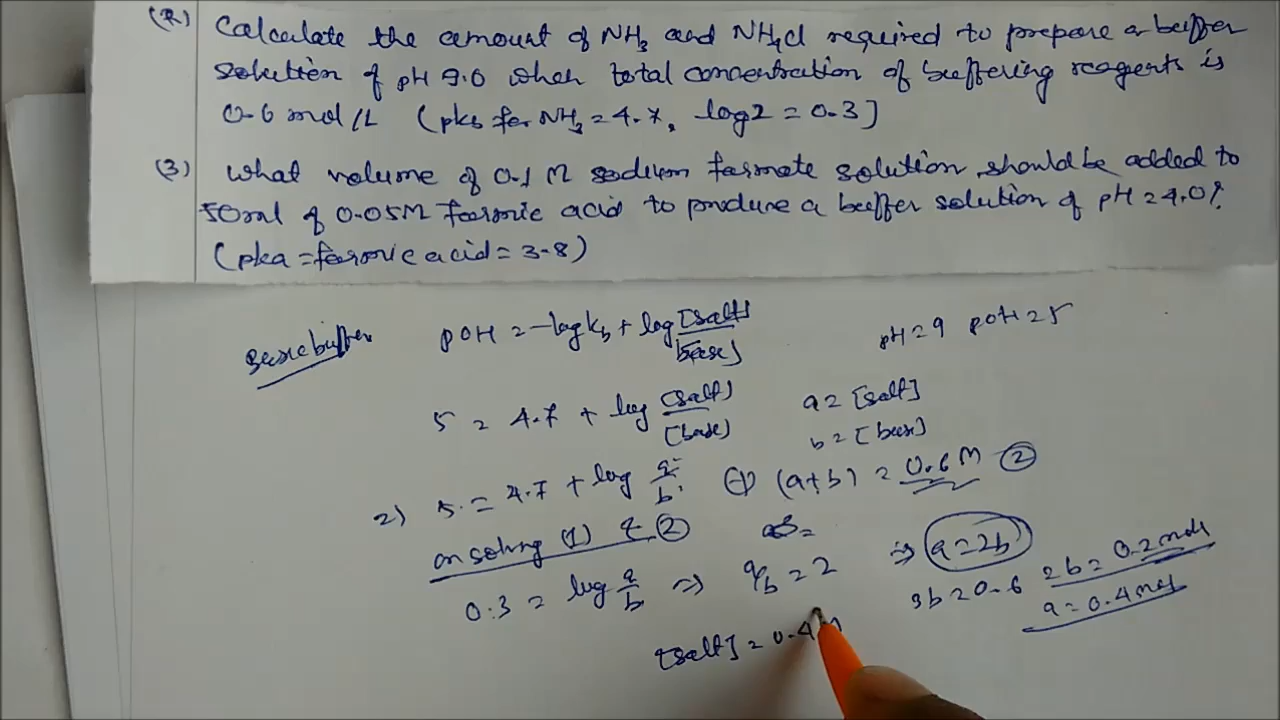 (2) Calculate the amount of NH3 and NH4Cl required to prepare a buffer
solution of pH 9.0 when total concentration of buffering reagents is
0.6 mol/L (pkb for NH3 = 4.7, log2 = 0.3]
(3) what volume of 0.1 M sodium formate solution should be added to
50ml of 0.05M formic acid to produce a buffer solution of pH = 4.0?
(pka = formic acid = 3.8)
Basic buffer pOH = -logkb + log [Salt]/[base] pH = 9 pOH = 5
5 = 4.7 + log [Salt]/[base] a = [salt]
b = [base]
2) 5 = 4.7 + log a/b (1) (a+b) = 0.6M (2)
on solving (1) & (2) ⇒ a=2b
0.3 = log a/b ⇒ a/b = 2 3b = 0.6 b = 0.2 mol
a = 0.4 mol
[salt] = 0.4